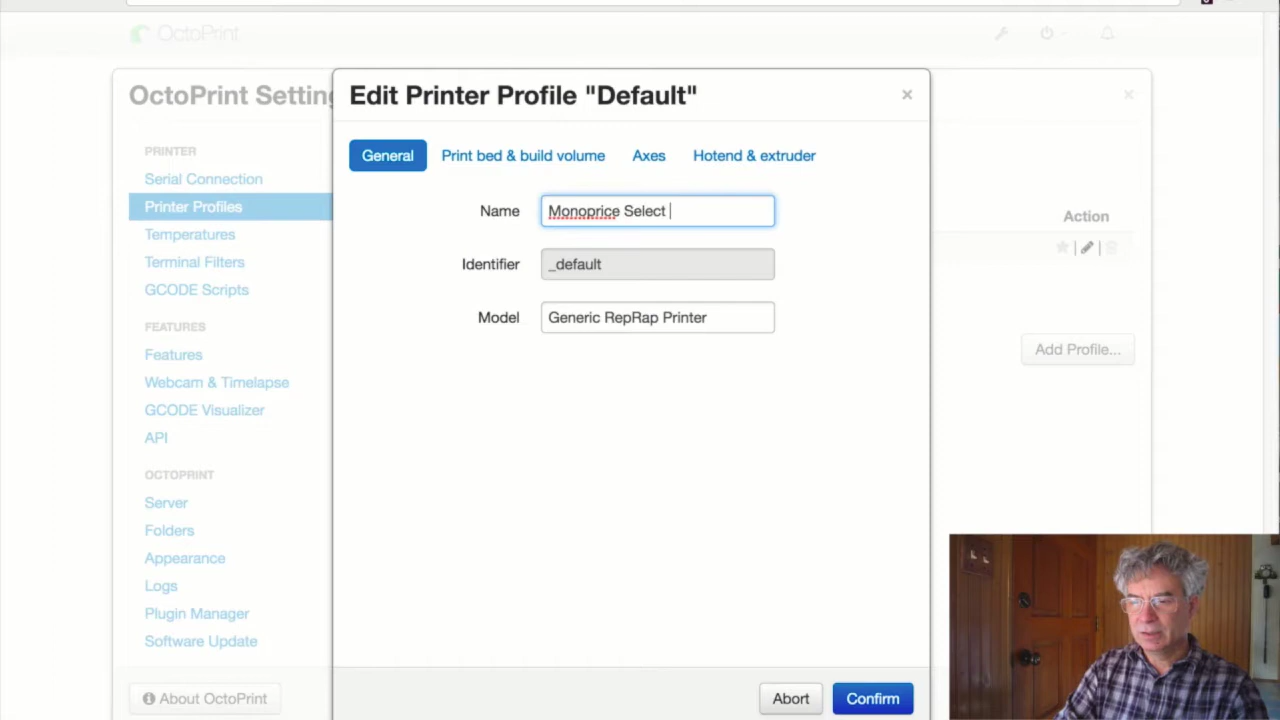 OctoPrint
OctoPrint Setting
Edit Printer Profile "Default"
×
×
PRINTER
Serial Connection
Printer Profiles
Temperatures
Terminal Filters
GCODE Scripts
FEATURES
Features
Webcam & Timelapse
GCODE Visualizer
API
OCTOPRINT
Server
Folders
Appearance
Logs
Plugin Manager
Software Update
About OctoPrint
General
Print bed & build volume
Axes
Hotend & extruder
Name
Monoprice Select
Identifier
_default
Model
Generic RepRap Printer
Action
Add Profile...
Abort
Confirm